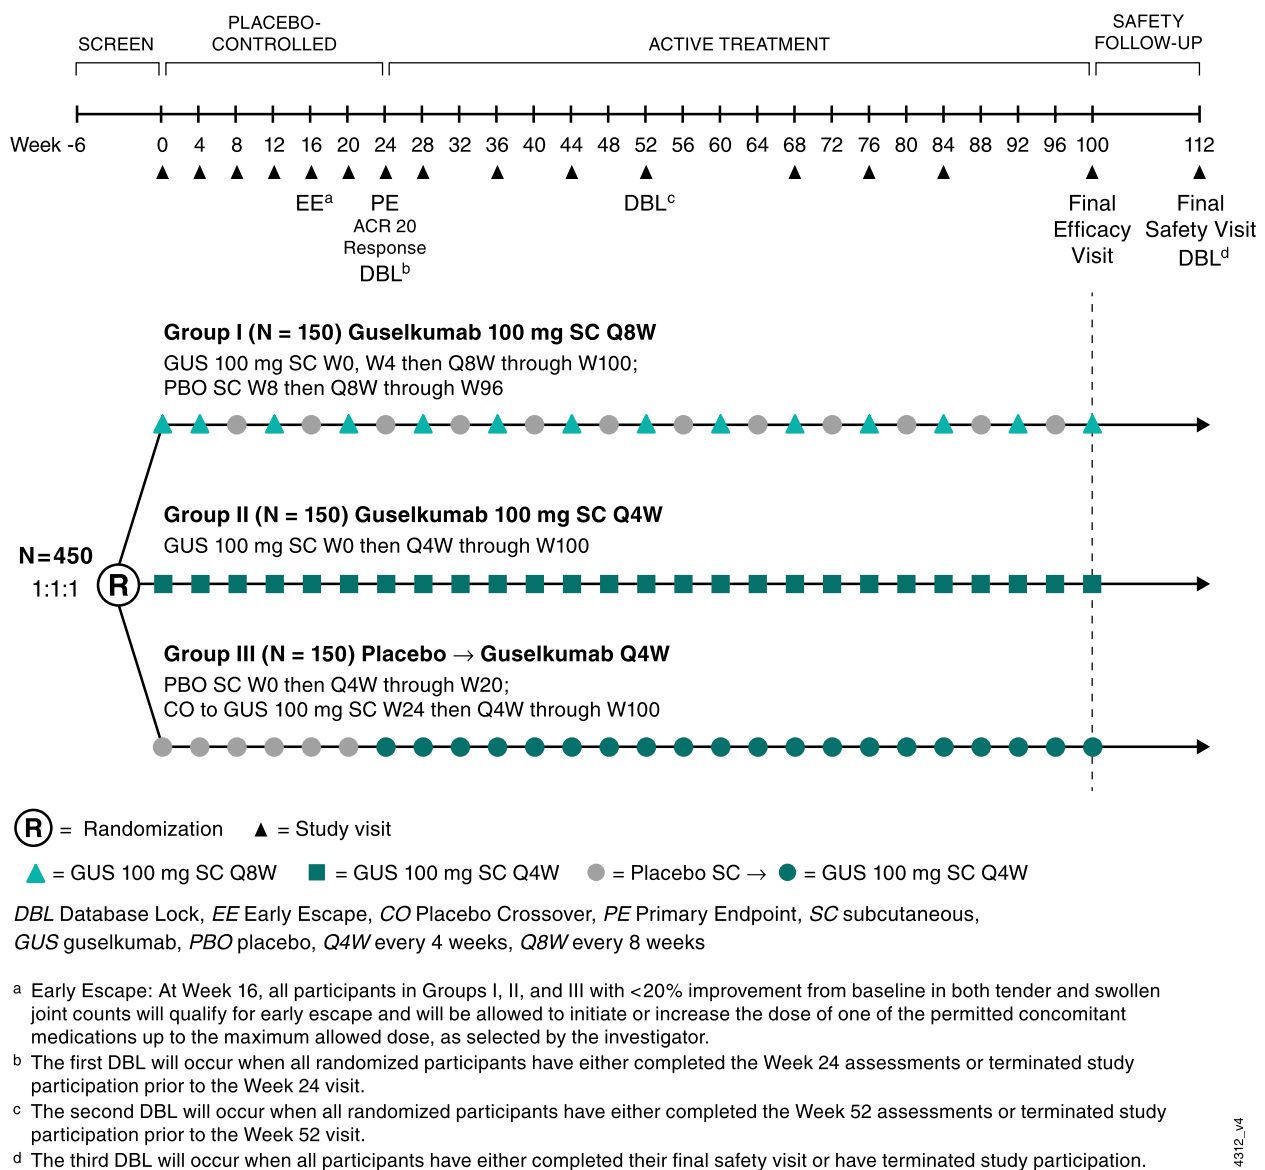 PLACEBO-
CONTROLLED
SCREEN
ACTIVE TREATMENT
SAFETY
FOLLOW-UP
Week -6 0 4 8 12 16 20 24 28 32 36 40 44 48 52 56 60 64 68 72 76 80 84 88 92 96 100 112
EEᵃ
PE
ACR 20
Response
DBLᵇ
DBLᶜ
Final
Efficacy
Visit
Final
Safety Visit
DBLᵈ
Group I (N = 150) Guselkumab 100 mg SC Q8W
GUS 100 mg SC W0, W4 then Q8W through W100;
PBO SC W8 then Q8W through W96
Group II (N = 150) Guselkumab 100 mg SC Q4W
GUS 100 mg SC W0 then Q4W through W100
N=450
1:1:1
R
Group III (N = 150) Placebo → Guselkumab Q4W
PBO SC W0 then Q4W through W20;
CO to GUS 100 mg SC W24 then Q4W through W100
R = Randomization ▲ = Study visit
▲ = GUS 100 mg SC Q8W ■ = GUS 100 mg SC Q4W ● = Placebo SC → ● = GUS 100 mg SC Q4W
DBL Database Lock, EE Early Escape, CO Placebo Crossover, PE Primary Endpoint, SC subcutaneous,
GUS guselkumab, PBO placebo, Q4W every 4 weeks, Q8W every 8 weeks
a Early Escape: At Week 16, all participants in Groups I, II, and III with <20% improvement from baseline in both tender and swollen
joint counts will qualify for early escape and will be allowed to initiate or increase the dose of one of the permitted concomitant
medications up to the maximum allowed dose, as selected by the investigator.
b The first DBL will occur when all randomized participants have either completed the Week 24 assessments or terminated study
participation prior to the Week 24 visit.
c The second DBL will occur when all randomized participants have either completed the Week 52 assessments or terminated study
participation prior to the Week 52 visit.
d The third DBL will occur when all participants have either completed their final safety visit or have terminated study participation.
4312_v4